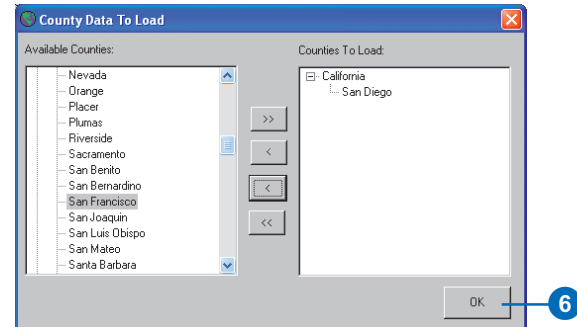 County Data To Load
Available Counties:
Nevada
Orange
Placer
Plumas
Riverside
Sacramento
San Benito
San Bernardino
San Francisco
San Joaquin
San Luis Obispo
San Mateo
Santa Barbara
>>
<
<
<<
Counties To Load:
California
San Diego
OK
6